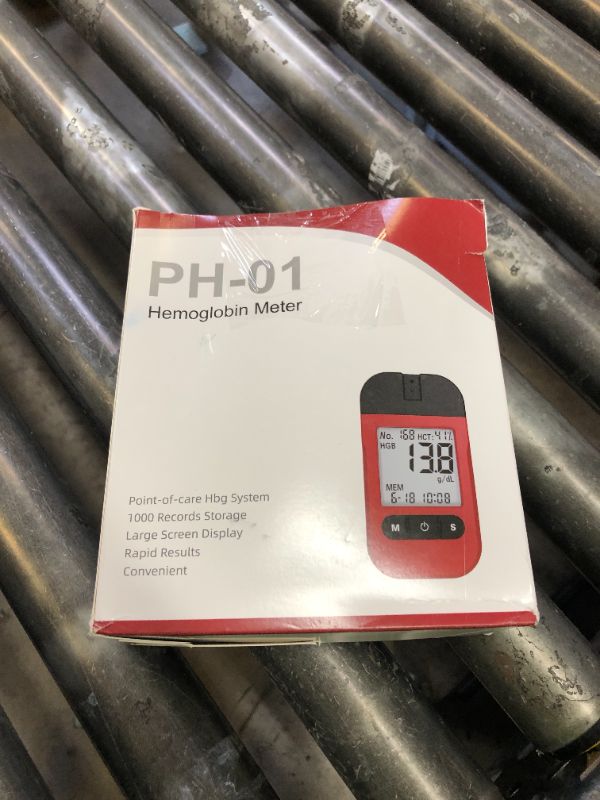 PH-01
Hemoglobin Meter
No. 168 HCT: 41%
HGB
13.8
g/dL
MEM
6-18 10:08
M S
Point-of-care Hbg System
1000 Records Storage
Large Screen Display
Rapid Results
Convenient